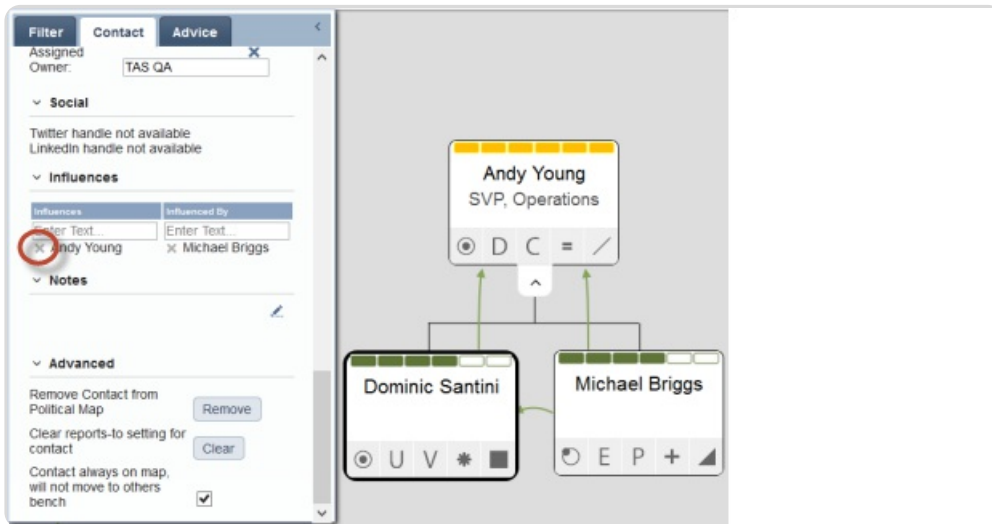 Filter Contact Advice
Assigned
Owner: TAS QA
Social
Twitter handle not available
LinkedIn handle not available
Influences
Influences Influenced By
Enter Text... Enter Text...
Andy Young Michael Briggs
Notes
Advanced
Remove Contact from
Political Map Remove
Clear reports-to setting for
contact Clear
Contact always on map,
will not move to others
bench
Andy Young
SVP, Operations
D C =
Dominic Santini
U V
Michael Briggs
E P +